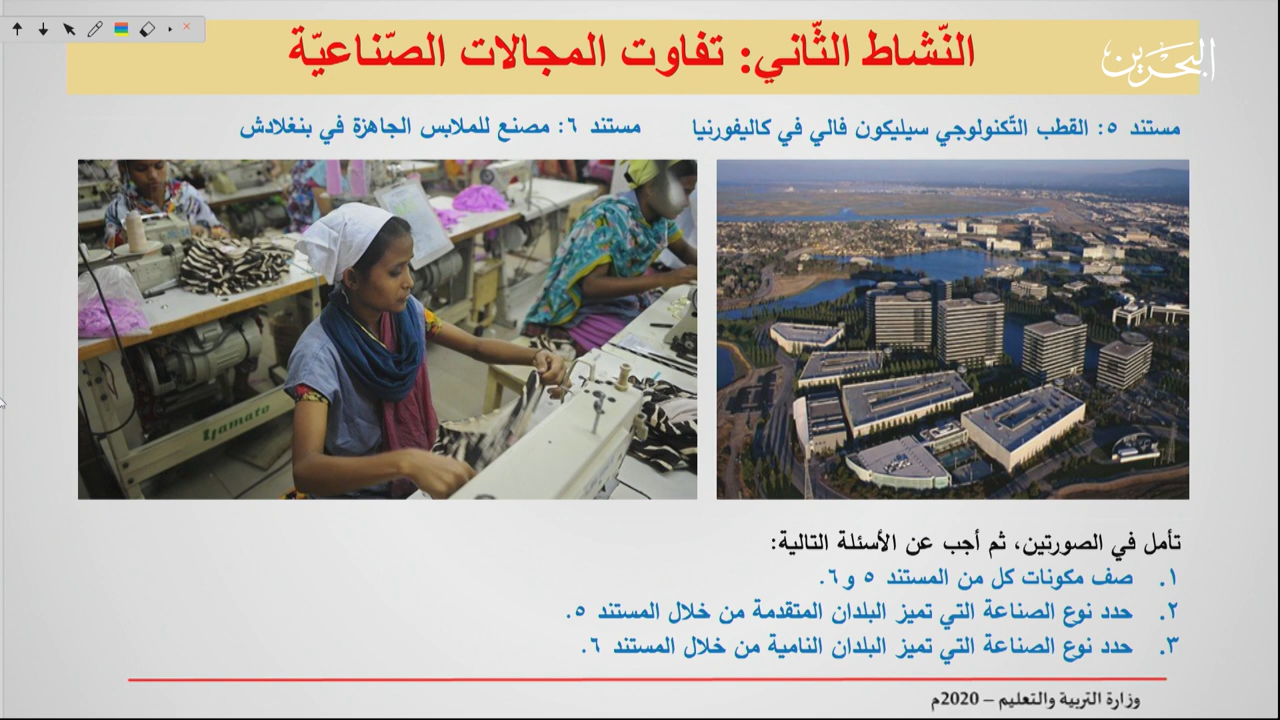 النّشاط الثّاني: تفاوت المجالات الصّناعيّة
البحرين
مستند ٥: القطب التّكنولوجي سيليكون فالي في كاليفورنيا
مستند ٦: مصنع للملابس الجاهزة في بنغلادش
yamato
تأمل في الصورتين، ثم أجب عن الأسئلة التالية:
١. صف مكونات كل من المستند ٥ و٦.
٢. حدد نوع الصناعة التي تميز البلدان المتقدمة من خلال المستند ٥.
٣. حدد نوع الصناعة التي تميز البلدان النامية من خلال المستند ٦.
وزارة التربية والتعليم – 2020م